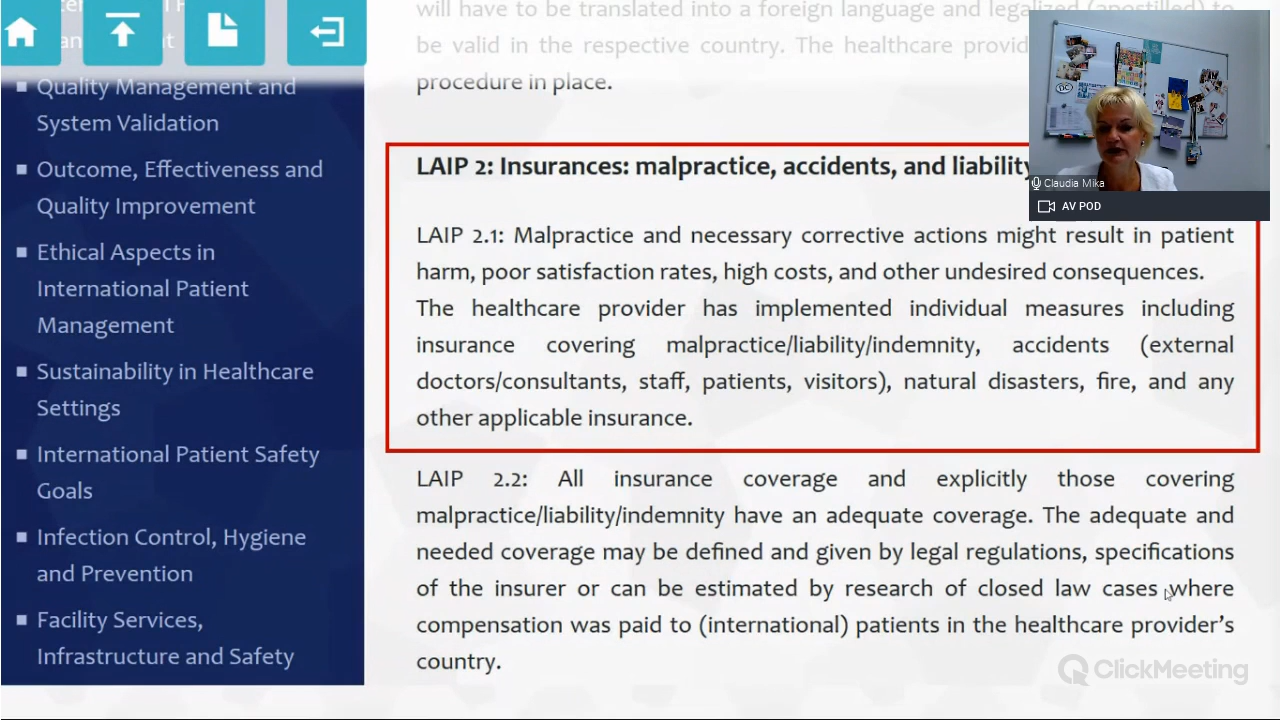 Quality Management and
System Validation
Outcome, Effectiveness and
Quality Improvement
Ethical Aspects in
International Patient
Management
Sustainability in Healthcare
Settings
International Patient Safety
Goals
Infection Control, Hygiene
and Prevention
Facility Services,
Infrastructure and Safety
will have to be translated into a foreign language and legalized (apostilled) to
be valid in the respective country. The healthcare
procedure in place.
LAIP 2: Insurances: malpractice, accidents, and liability
LAIP 2.1: Malpractice and necessary corrective actions might result in patient
harm, poor satisfaction rates, high costs, and other undesired consequences.
The healthcare provider has implemented individual measures including
insurance covering malpractice/liability/indemnity, accidents (external
doctors/consultants, staff, patients, visitors), natural disasters, fire, and any
other applicable insurance.
LAIP 2.2: All insurance coverage and explicitly those covering
malpractice/liability/indemnity have an adequate coverage. The adequate and
needed coverage may be defined and given by legal regulations, specifications
of the insurer or can be estimated by research of closed law cases where
compensation was paid to (international) patients in the healthcare provider's
country.
Claudia Mika
AV POD
ClickMeeting